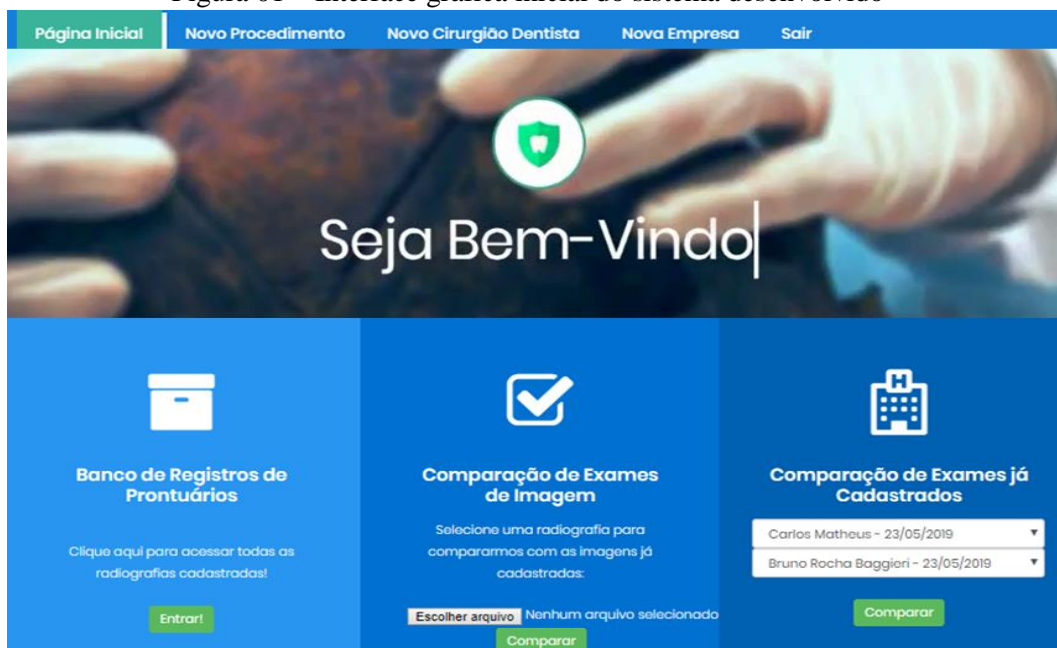 Figura 01 – Interface gráfica inicial do sistema desenvolvido
Página Inicial Novo Procedimento Novo Cirurgião Dentista Nova Empresa Sair
Seja Bem-Vindo
Banco de Registros de
Prontuários
Clique aqui para acessar todas as
radiografias cadastradas!
Entrar!
Comparação de Exames
de Imagem
Selecione uma radiografia para
compararmos com as imagens já
cadastradas:
Escolher arquivo Nenhum arquivo selecionado
Comparar
H
Comparação de Exames já
Cadastrados
Carlos Matheus - 23/05/2019
Bruno Rocha Baggieri - 23/05/2019
Comparar